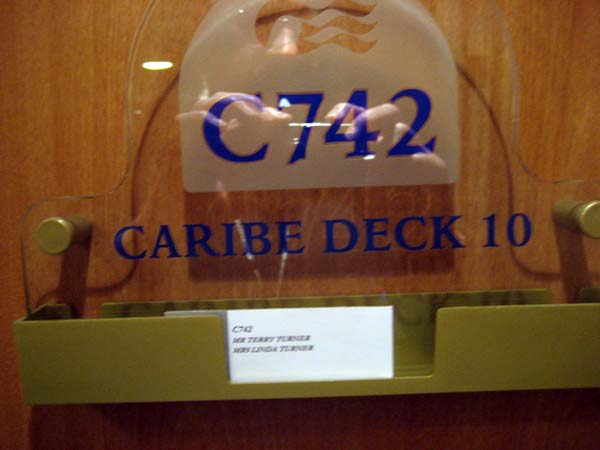 C742
CARIBE DECK 10
C742
MR TERRY TURNER
MRS LINDA TURNER